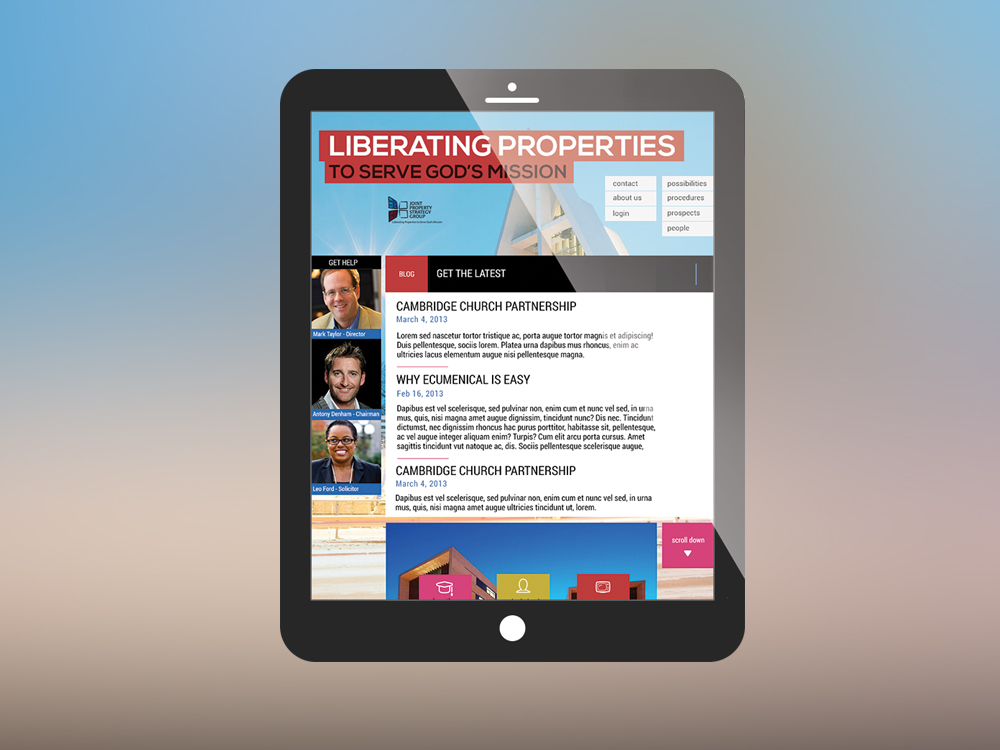 LIBERATING PROPERTIES
TO SERVE GOD'S MISSION
JOINT
PROPERTY
STRATEGY
GROUP
contact
about us
login
possibilities
procedures
prospects
people
GET HELP
Mark Taylor - Director
Antony Denham - Chairman
Leo Ford - Solicitor
BLOG
GET THE LATEST
CAMBRIDGE CHURCH PARTNERSHIP
March 4, 2013
Lorem sed nascetur tortor tristique ac, porta augue tortor magnis et adipiscing!
Duis pellentesque, sociis lorem. Platea urna dapibus mus rhoncus, enim ac
ultricies lacus elementum augue nisi pellentesque magna.
WHY ECUMENICAL IS EASY
Feb 16, 2013
Dapibus est vel scelerisque, sed pulvinar non, enim cum et nunc vel sed, in urna
mus, quis, nisi magna amet augue dignissim, tincidunt nunc? Dis nec. Tincidunt
dictumst, nec dignissim rhoncus hac purus porttitor, habitasse sit, pellentesque,
ac vel augue integer aliquam enim? Turpis? Cum elit arcu porta cursus. Amet
sagittis tincidunt vut natoque ac, dis. Sociis pellentesque scelerisque augue,
CAMBRIDGE CHURCH PARTNERSHIP
March 4, 2013
Dapibus est vel scelerisque, sed pulvinar non, enim cum et nunc vel sed, in urna
mus, quis, nisi magna amet augue ultricies tincidunt ut, lorem.
scroll down